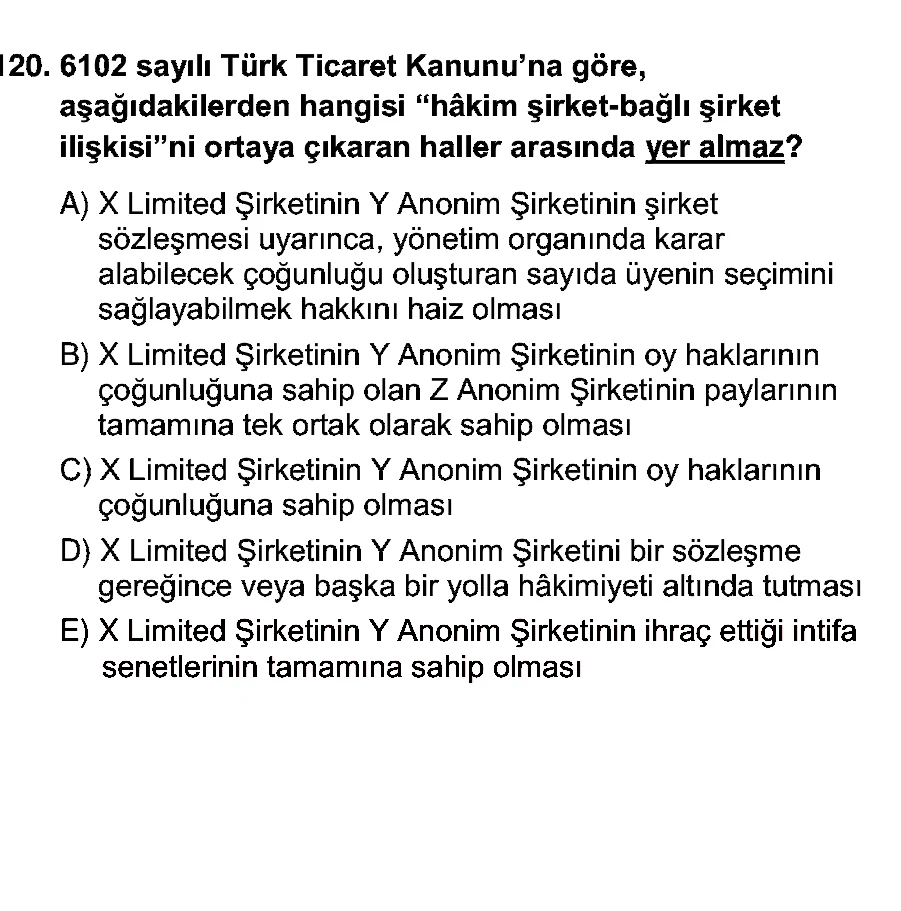 120. 6102 sayılı Türk Ticaret Kanunu’na göre,
aşağıdakilerden hangisi “hâkim şirket-bağlı şirket
ilişkisi”ni ortaya çıkaran haller arasında yer almaz?
A) X Limited Şirketinin Y Anonim Şirketinin şirket
sözleşmesi uyarınca, yönetim organında karar
alabilecek çoğunluğu oluşturan sayıda üyenin seçimini
sağlayabilmek hakkını haiz olması
B) X Limited Şirketinin Y Anonim Şirketinin oy haklarının
çoğunluğuna sahip olan Z Anonim Şirketinin paylarının
tamamına tek ortak olarak sahip olması
C) X Limited Şirketinin Y Anonim Şirketinin oy haklarının
çoğunluğuna sahip olması
D) X Limited Şirketinin Y Anonim Şirketini bir sözleşme
gereğince veya başka bir yolla hâkimiyeti altında tutması
E) X Limited Şirketinin Y Anonim Şirketinin ihraç ettiği intifa
senetlerinin tamamına sahip olması